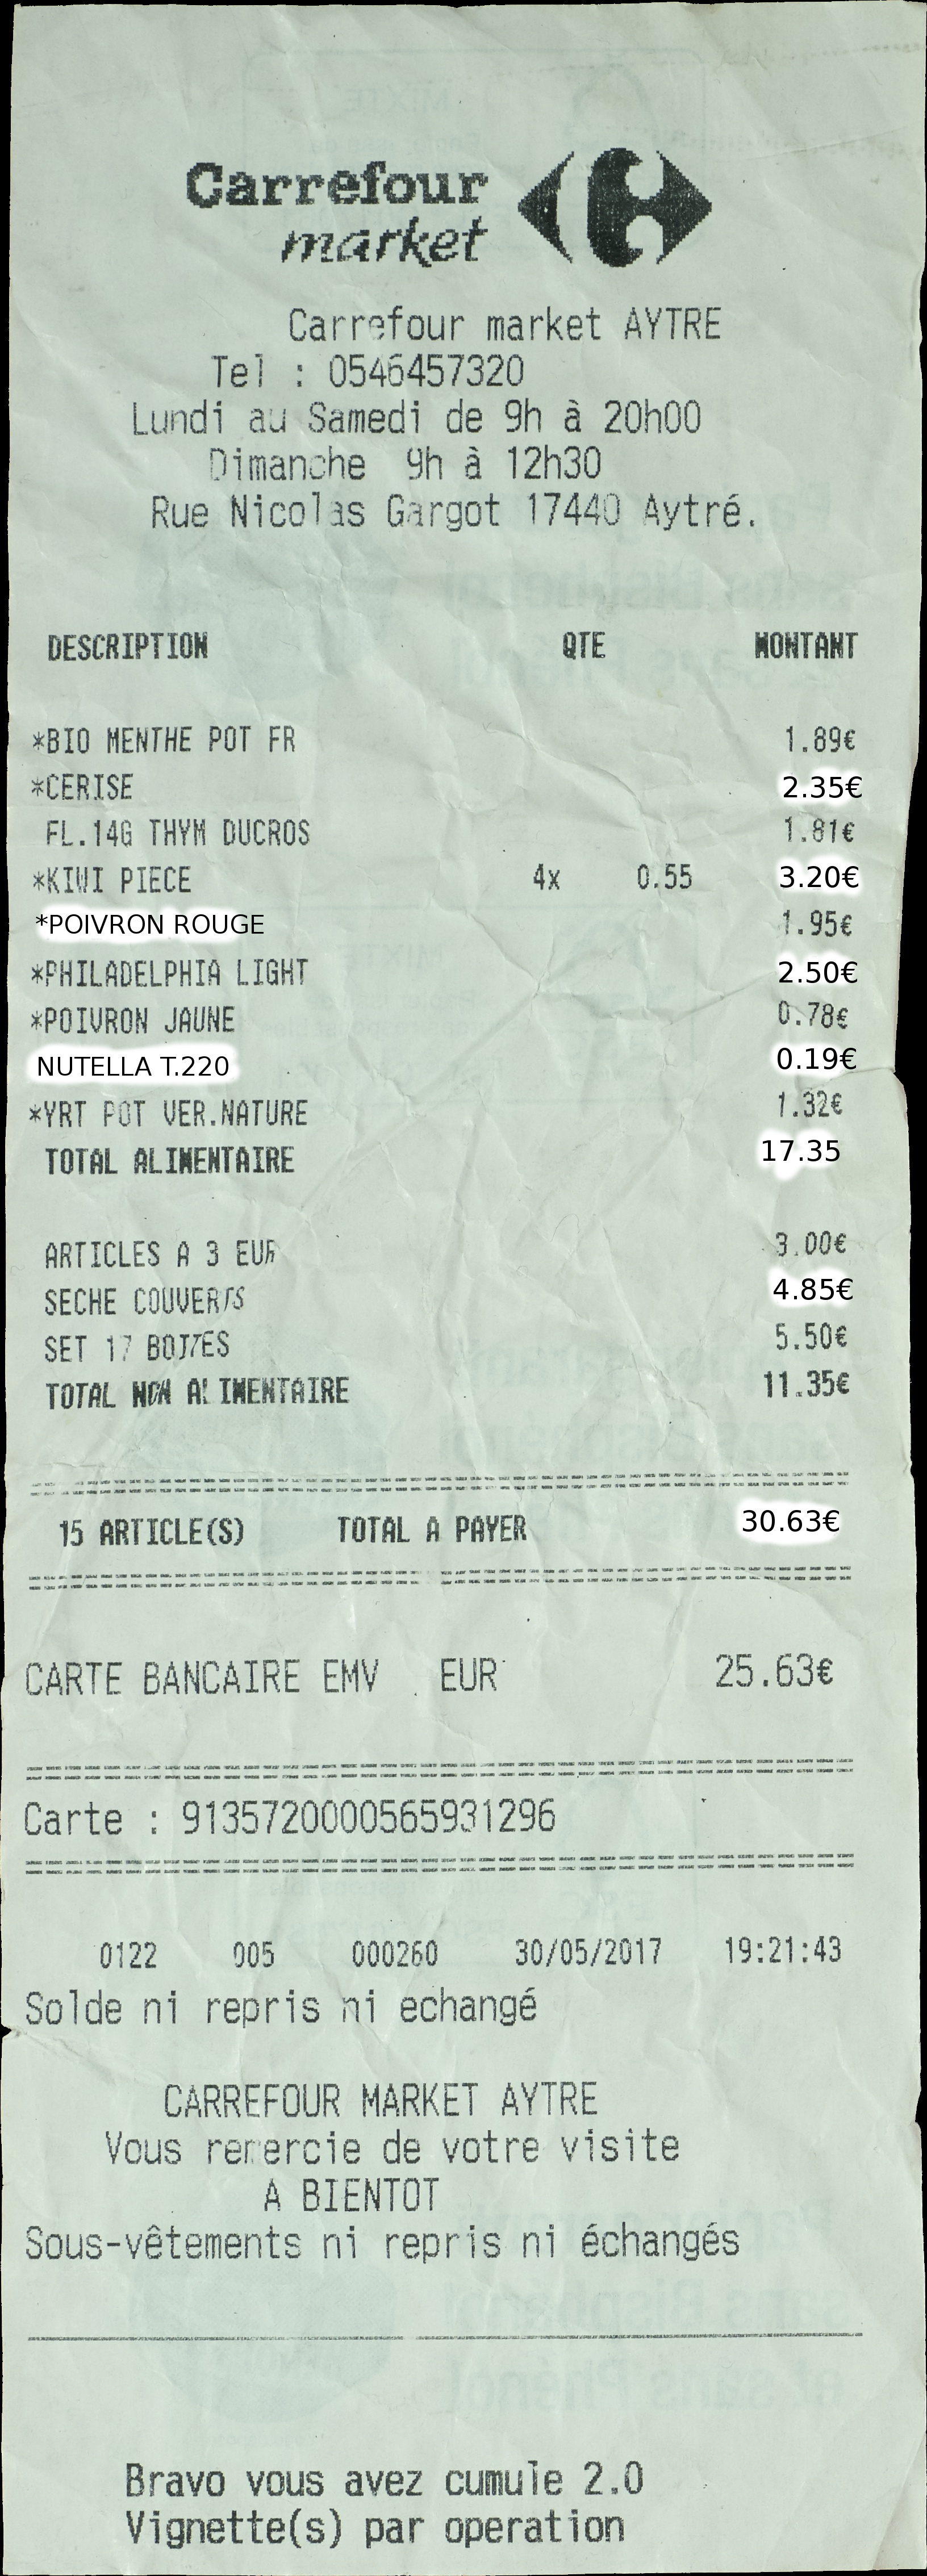 Carrefour
market
Carrefour market AYTRE
Tel : 0546457320
Lundi au Samedi de 9h à 20h00
Dimanche 9h à 12h30
Rue Nicolas Gargot 17440 Aytré.
DESCRIPTION QTE MONTANT
*BIO MENTHE POT FR 1.89€
*CERISE 2.35€
FL.14G THYM DUCROS 1.81€
*KIWI PIECE 4x 0.55 3.20€
*POIVRON ROUGE 1.95€
*PHILADELPHIA LIGHT 2.50€
*POIVRON JAUNE 0.78€
NUTELLA T.220 0.19€
*YRT POT VER.NATURE 1.32€
TOTAL ALIMENTAIRE 17.35
ARTICLES A 3 EUR 3.00€
SECHE COUVERTS 4.85€
SET 17 BOITES 5.50€
TOTAL NON ALIMENTAIRE 11.35€
15 ARTICLE(S) TOTAL A PAYER 30.63€
CARTE BANCAIRE EMV EUR 25.63€
Carte : 9135720000565931296
0122 005 000260 30/05/2017 19:21:43
Solde ni repris ni echangé
CARREFOUR MARKET AYTRE
Vous remercie de votre visite
A BIENTOT
Sous-vêtements ni repris ni échangés
Bravo vous avez cumule 2.0
Vignette(s) par operation